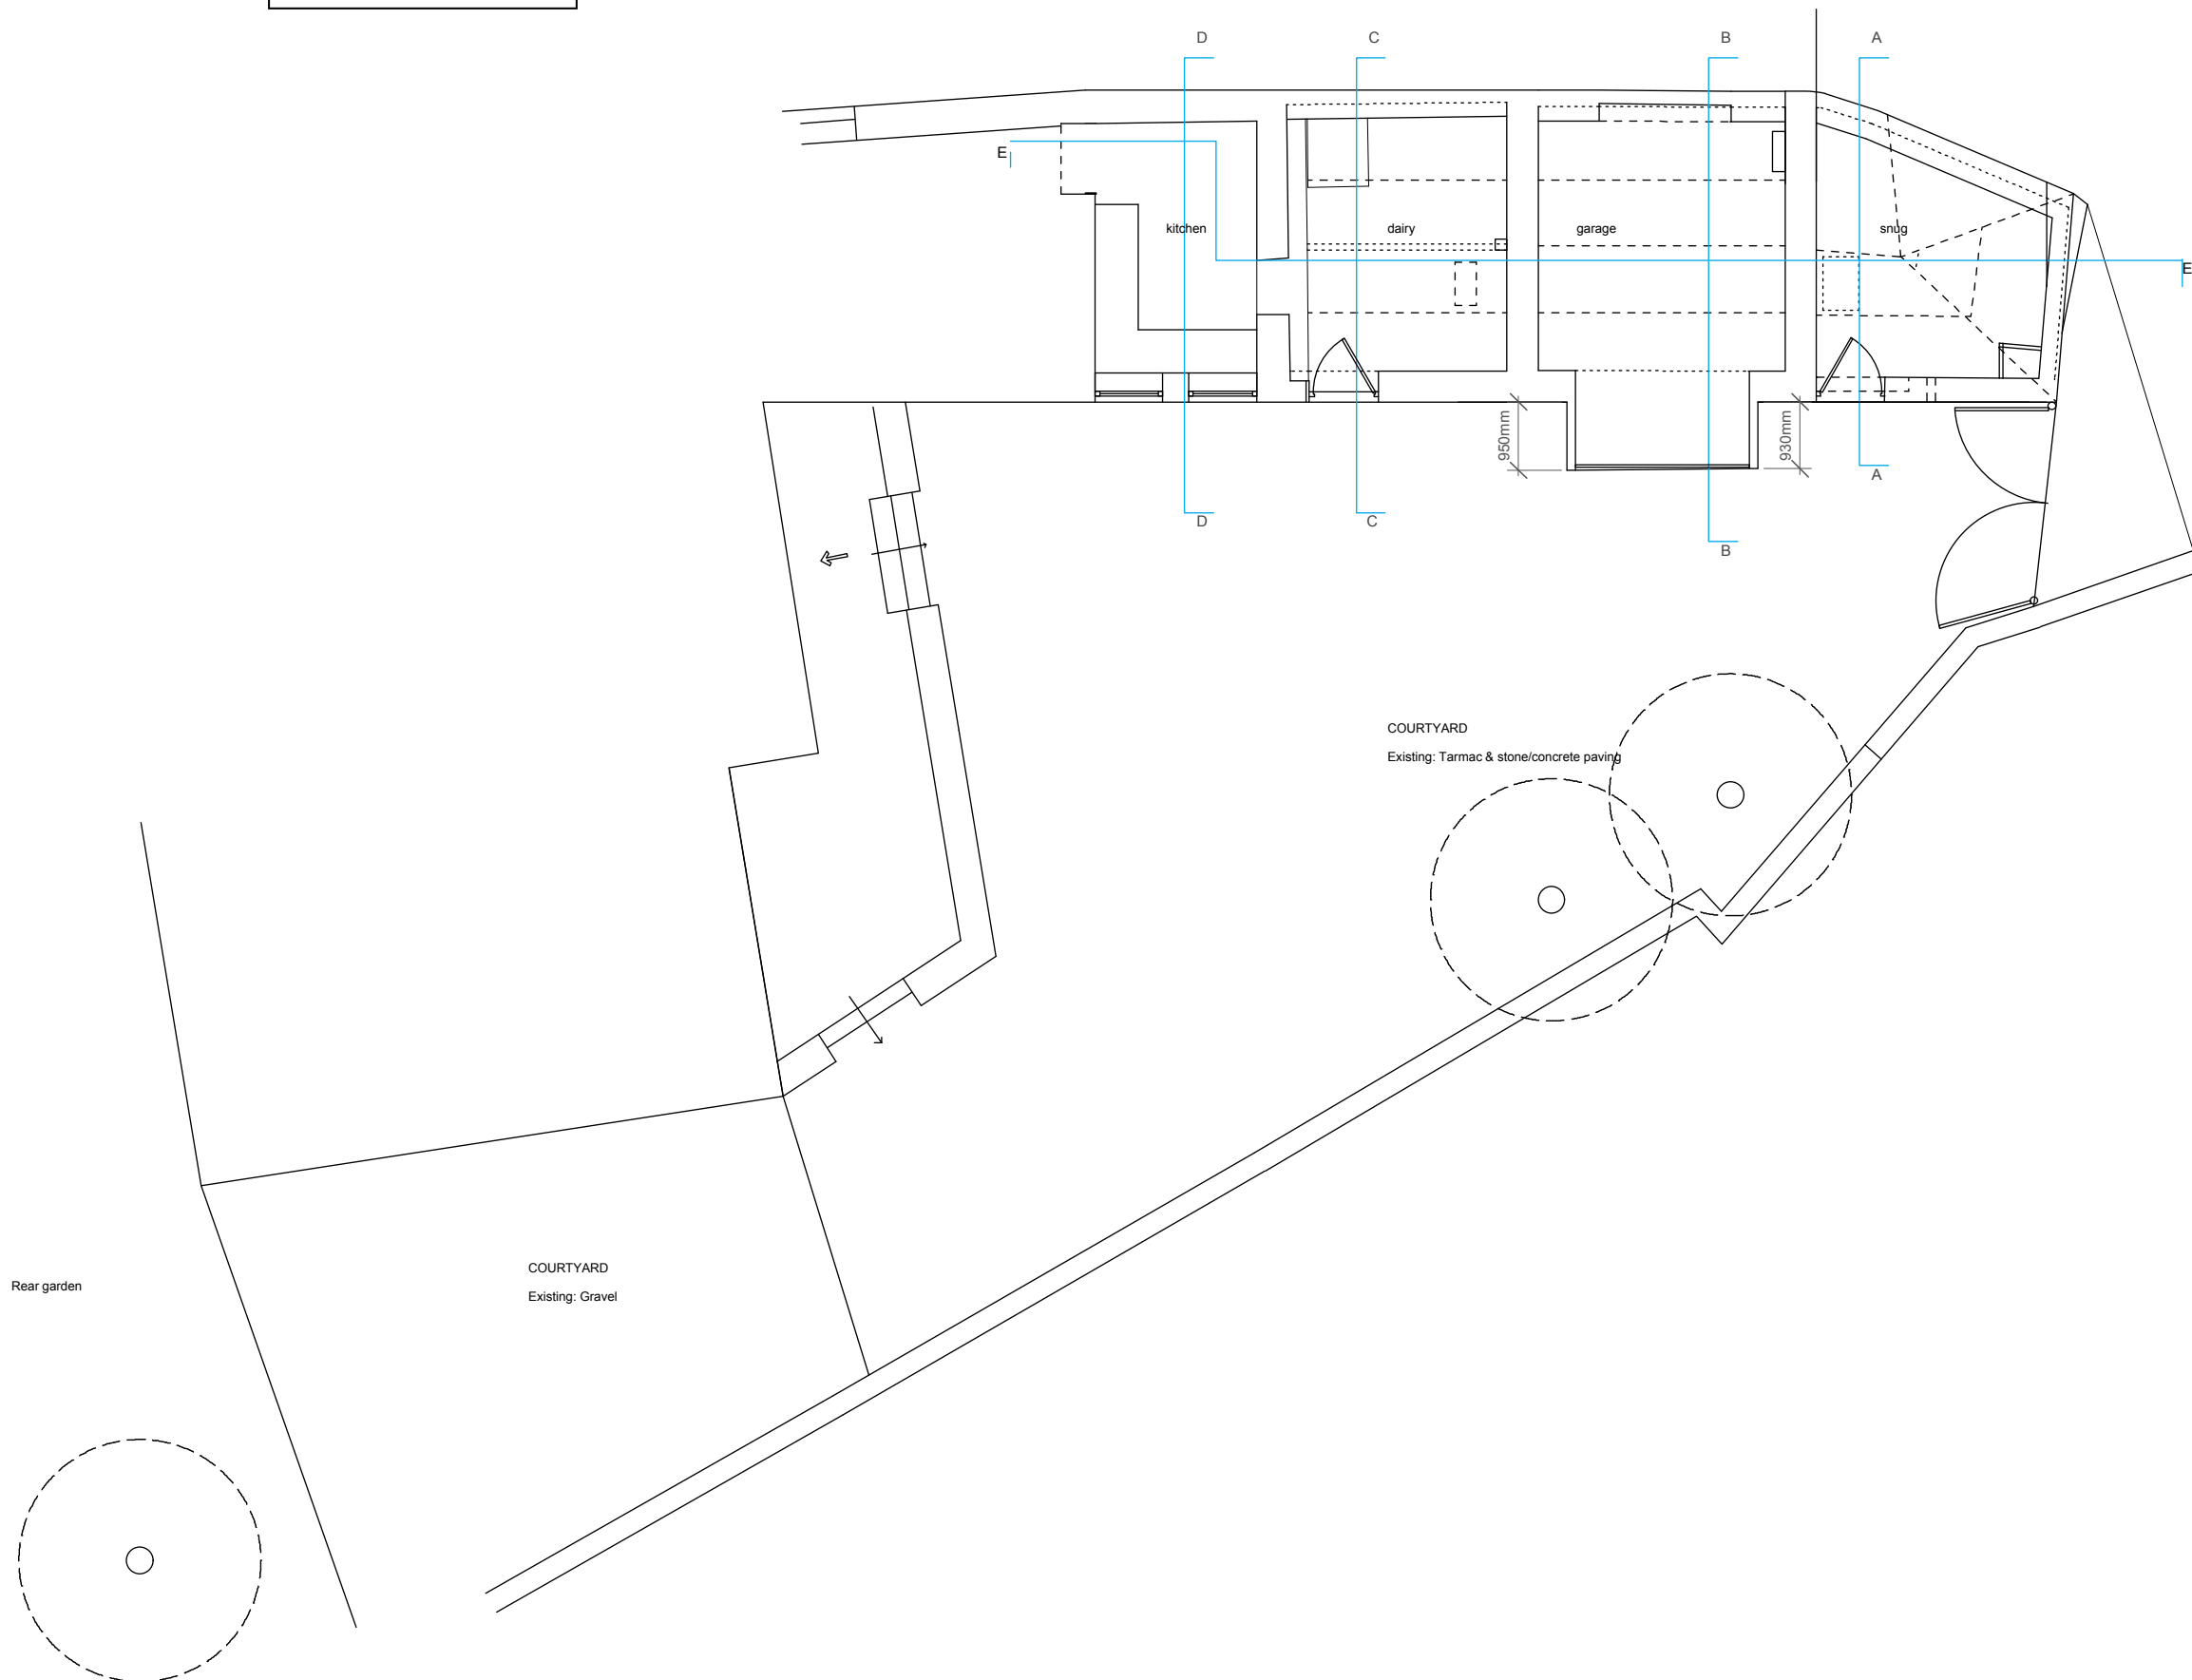 D
C
B
A
E
kitchen
dairy
garage
snug
E
950mm
930mm
A
D
C
B
COURTYARD
Existing: Tarmac & stone/concrete paving
COURTYARD
Existing: Gravel
Rear garden